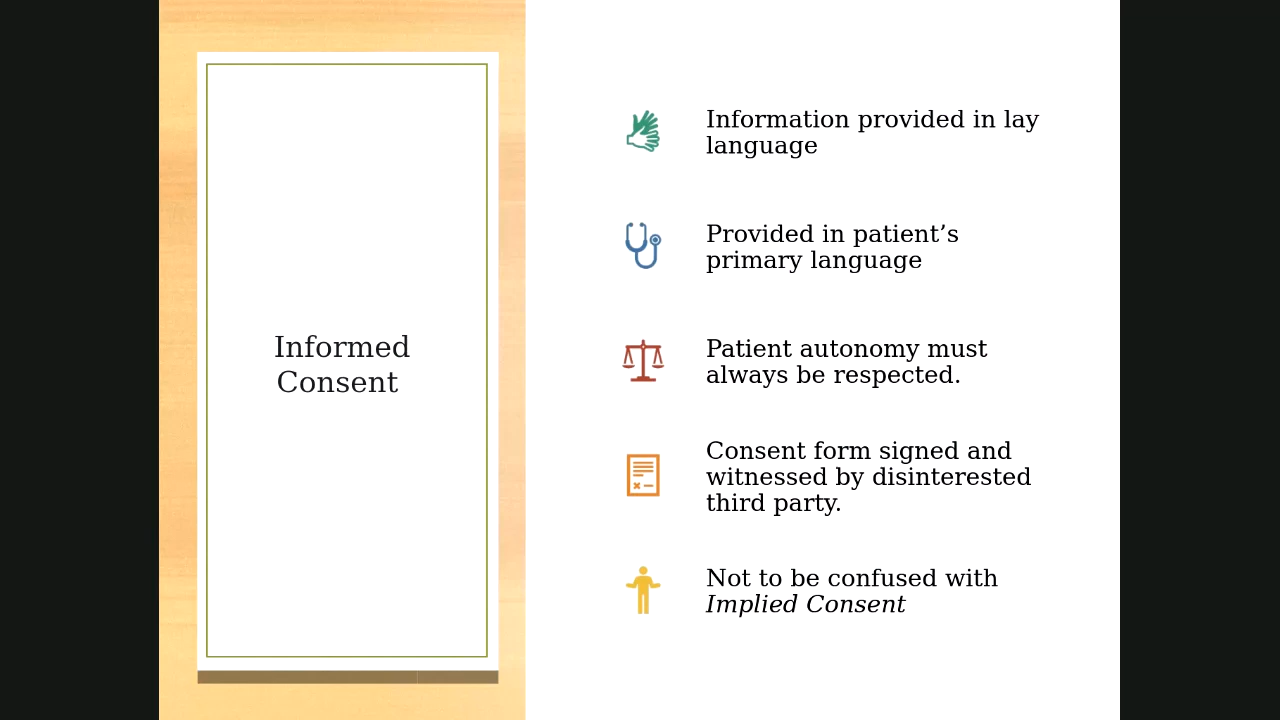 Informed
Consent
Information provided in lay
language
Provided in patient’s
primary language
Patient autonomy must
always be respected.
Consent form signed and
witnessed by disinterested
third party.
Not to be confused with
Implied Consent